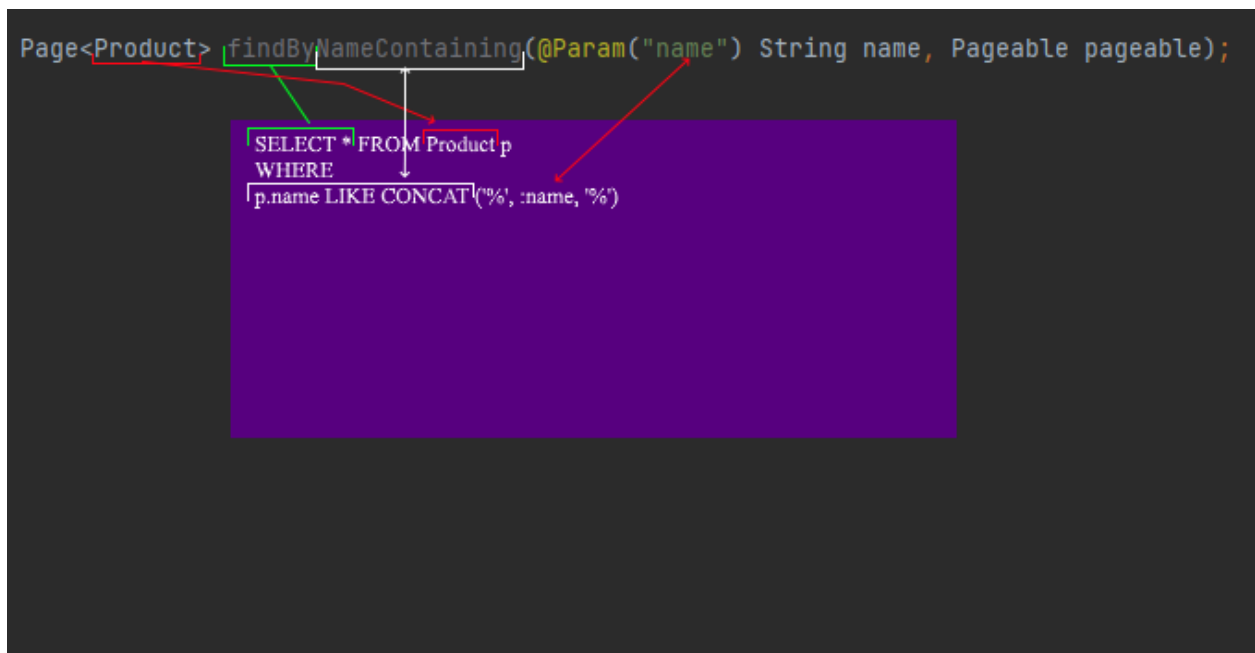 Page<Product> findByNameContaining(@Param("name") String name, Pageable pageable);
SELECT * FROM Product p
WHERE
p.name LIKE CONCAT ('%', :name, '%')